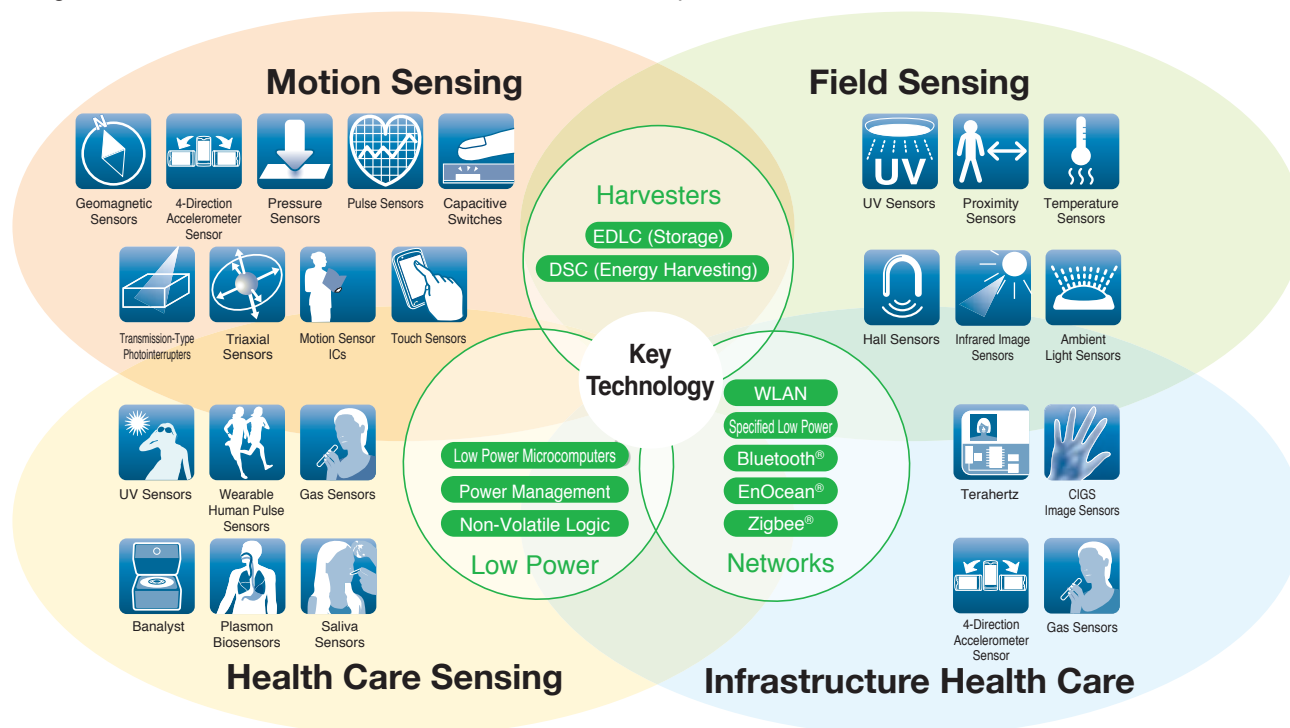 Motion Sensing
Field Sensing
N
Geomagnetic
Sensors
4-Direction
Accelerometer
Sensor
Pressure
Sensors
Pulse Sensors
Capacitive
Switches
Transmission-Type
Photointerrupters
Triaxial
Sensors
Motion Sensor
ICs
Touch Sensors
Harvesters
EDLC (Storage)
DSC (Energy Harvesting)
UV
UV Sensors
Proximity
Sensors
Temperature
Sensors
Hall Sensors
Infrared Image
Sensors
Ambient
Light Sensors
Key
Technology
UV Sensors
Wearable
Human Pulse
Sensors
Gas Sensors
Banalyst
Plasmon
Biosensors
Saliva
Sensors
Low Power Microcomputers
Power Management
Non-Volatile Logic
Low Power
WLAN
Specified Low Power
Bluetooth®
EnOcean®
Zigbee®
Networks
Terahertz
CIGS
Image Sensors
4-Direction
Accelerometer
Sensor
Gas Sensors
Health Care Sensing
Infrastructure Health Care